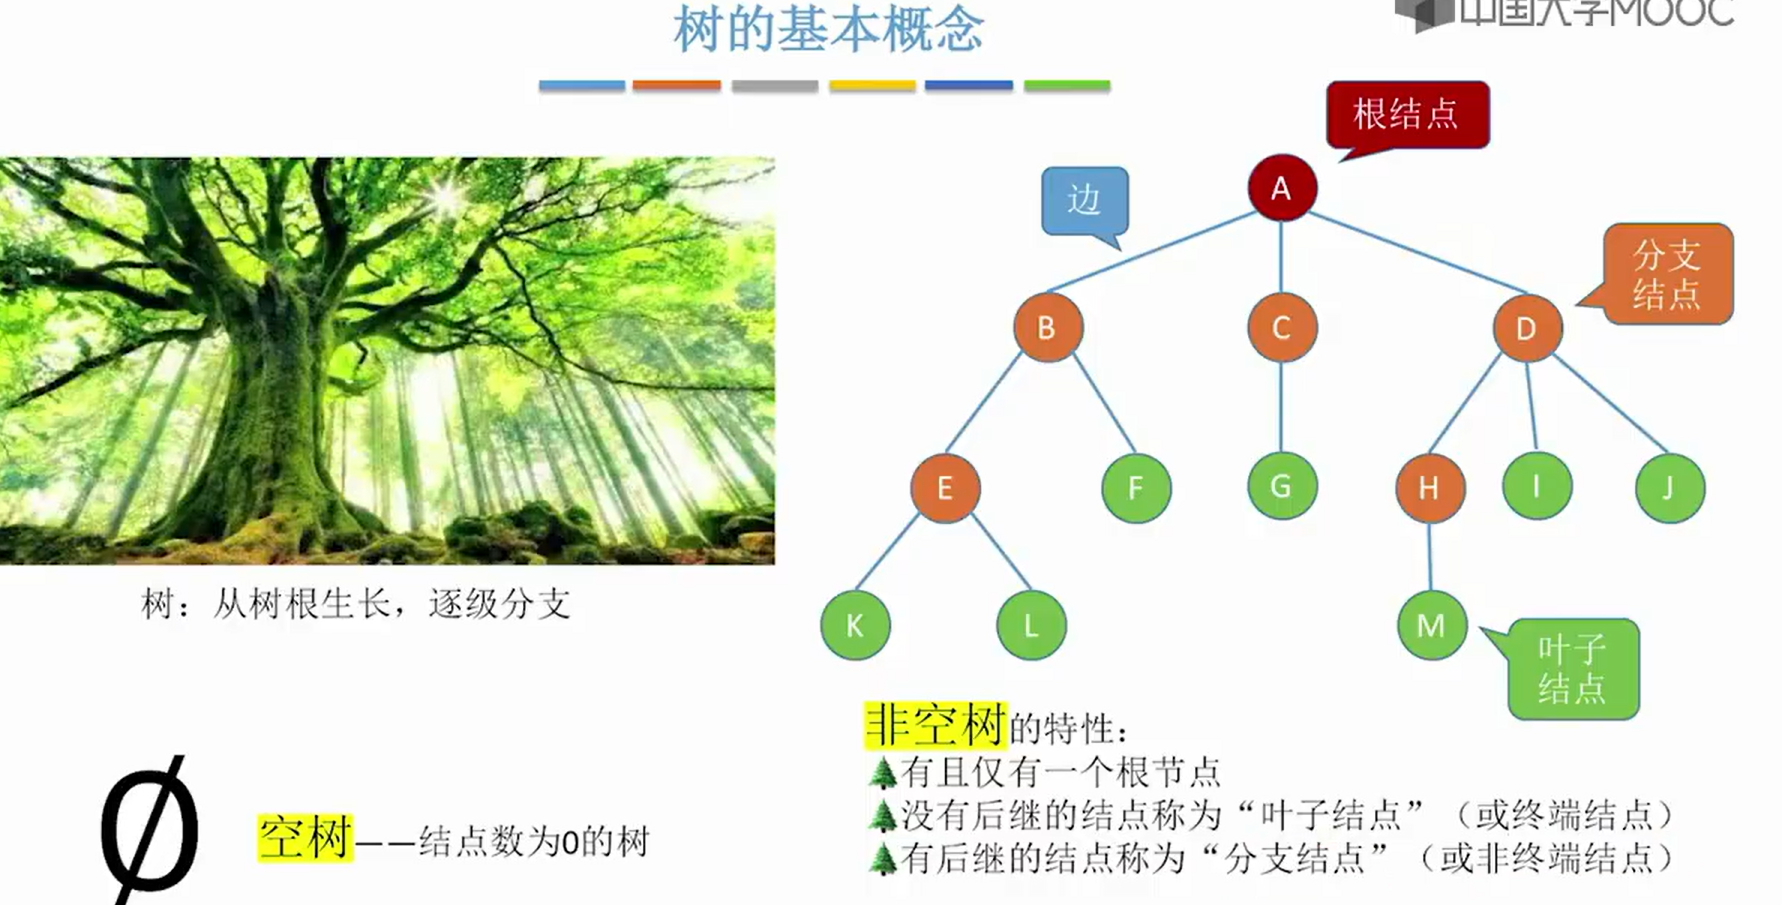 树的基本概念
中国大学MOOC
根结点
边
A
分支
结点
B
C
D
E
F
G
H
I
J
K
L
M
叶子
结点
树：从树根生长，逐级分支
Ø
空树——结点数为0的树
非空树的特性：
有且仅有一个根节点
没有后继的结点称为“叶子结点”（或终端结点）
有后继的结点称为“分支结点”（或非终端结点）